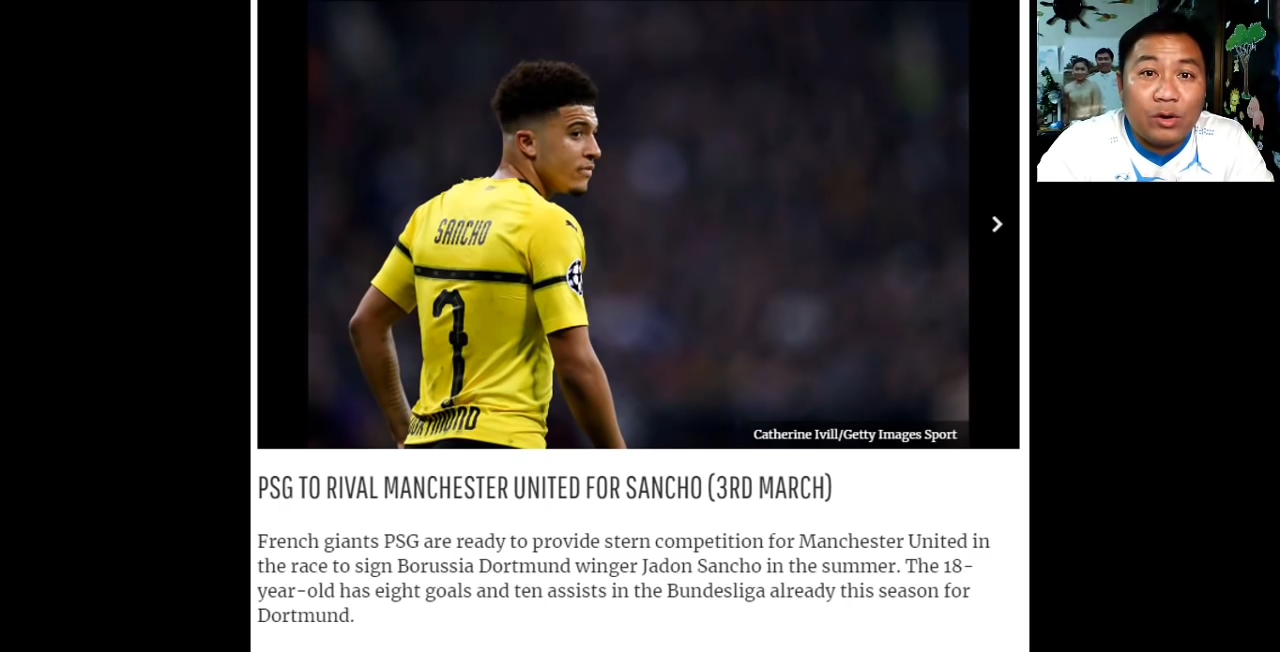 SANCHO
7
DORTMUND
Catherine Ivill/Getty Images Sport
PSG TO RIVAL MANCHESTER UNITED FOR SANCHO (3RD MARCH)
French giants PSG are ready to provide stern competition for Manchester United in
the race to sign Borussia Dortmund winger Jadon Sancho in the summer. The 18-
year-old has eight goals and ten assists in the Bundesliga already this season for
Dortmund.